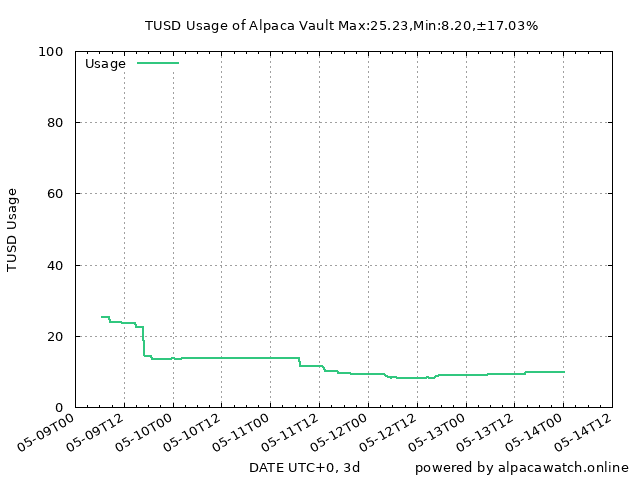 TUSD Usage of Alpaca Vault Max:25.23,Min:8.20,±17.03%
Usage
TUSD Usage
100
80
60
40
20
0
05-09T00
05-09T12
05-10T00
05-10T12
05-11T00
05-11T12
05-12T00
05-12T12
05-13T00
05-13T12
05-14T00
05-14T12
DATE UTC+0, 3d
powered by alpacawatch.online